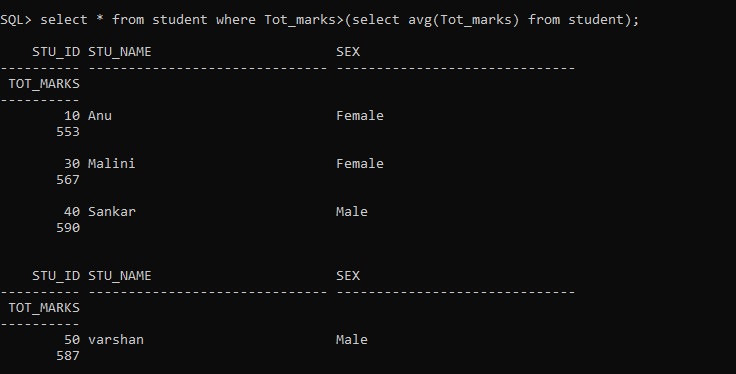 SQL> select * from student where Tot_marks>(select avg(Tot_marks) from student);
    STU_ID STU_NAME                       SEX
---------- ------------------------------ ------------------------------
 TOT_MARKS
----------
        10 Anu                            Female
       553
        30 Malini                         Female
       567
        40 Sankar                         Male
       590
    STU_ID STU_NAME                       SEX
---------- ------------------------------ ------------------------------
 TOT_MARKS
----------
        50 varshan                        Male
       587